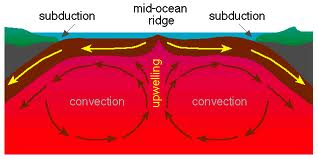 subduction
mid-ocean
ridge
subduction
convection
upwelling
convection